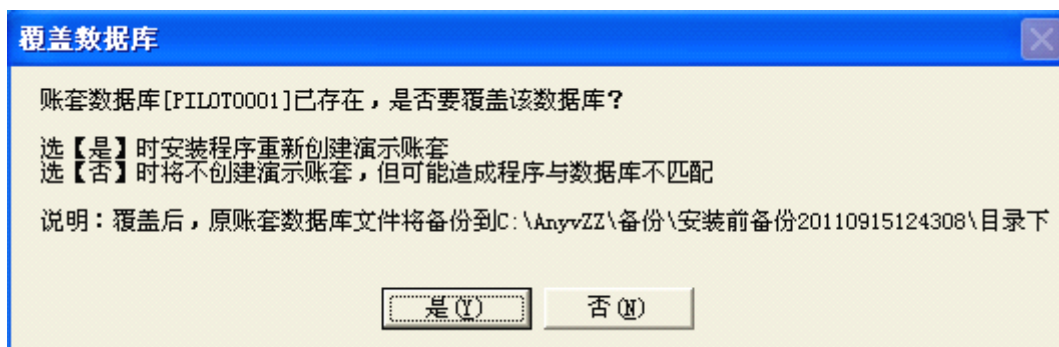 覆盖数据库
账套数据库[PILOT0001]已存在，是否要覆盖该数据库？
选【是】时安装程序重新创建演示账套
选【否】时将不创建演示账套，但可能造成程序与数据库不匹配
说明：覆盖后，原账套数据库文件将备份到C:\AnyvZZ\备份\安装前备份20110915124308\目录下
是(Y)
否(N)